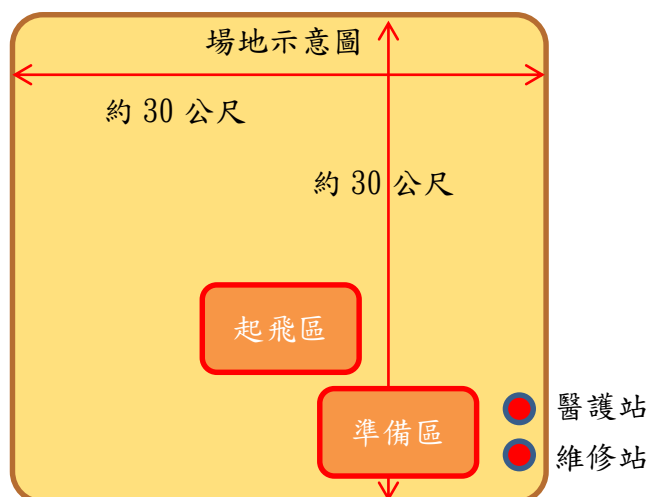 場地示意圖
約 30 公尺
約 30 公尺
起飛區
準備區
醫護站
維修站